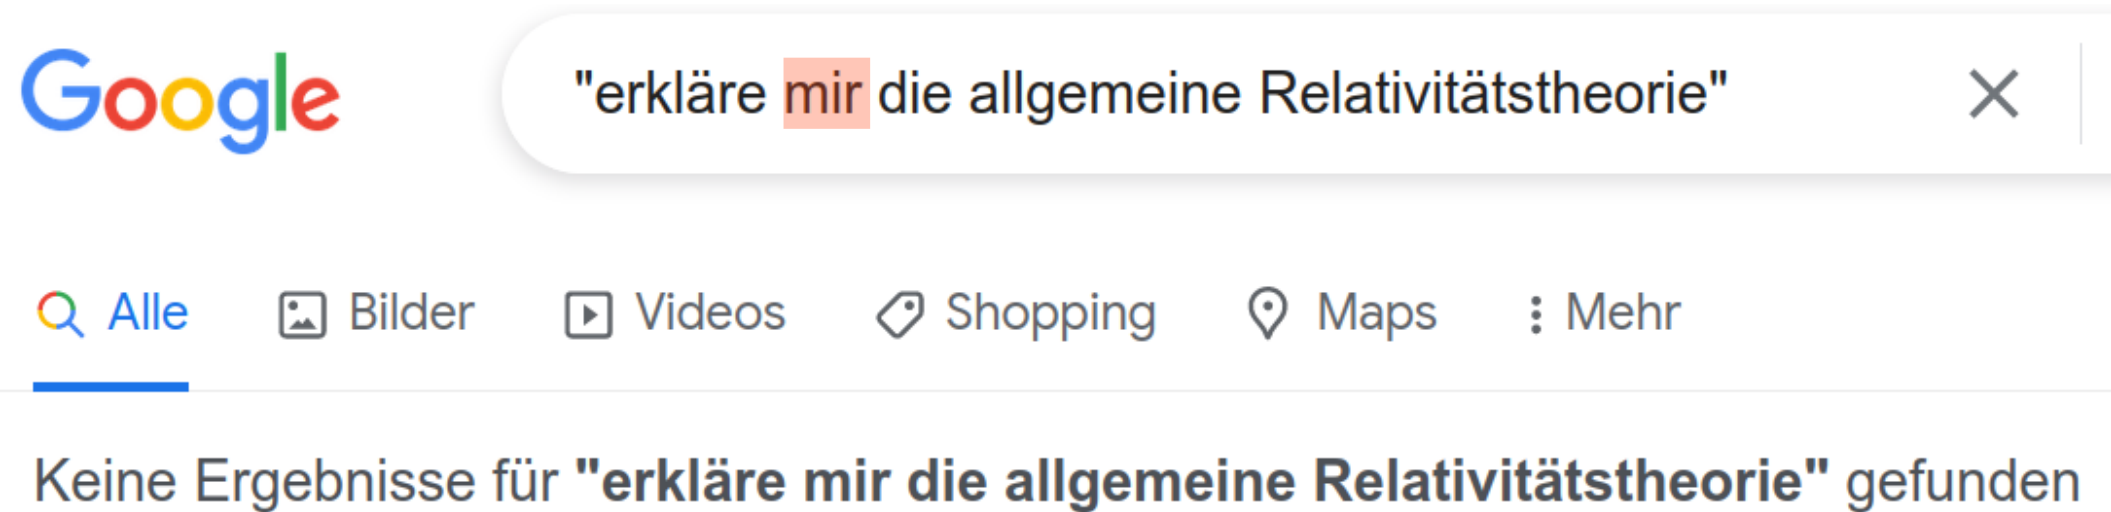 Google
"erkläre mir die allgemeine Relativitätstheorie"
Alle Bilder Videos Shopping Maps Mehr
Keine Ergebnisse für "erkläre mir die allgemeine Relativitätstheorie" gefunden